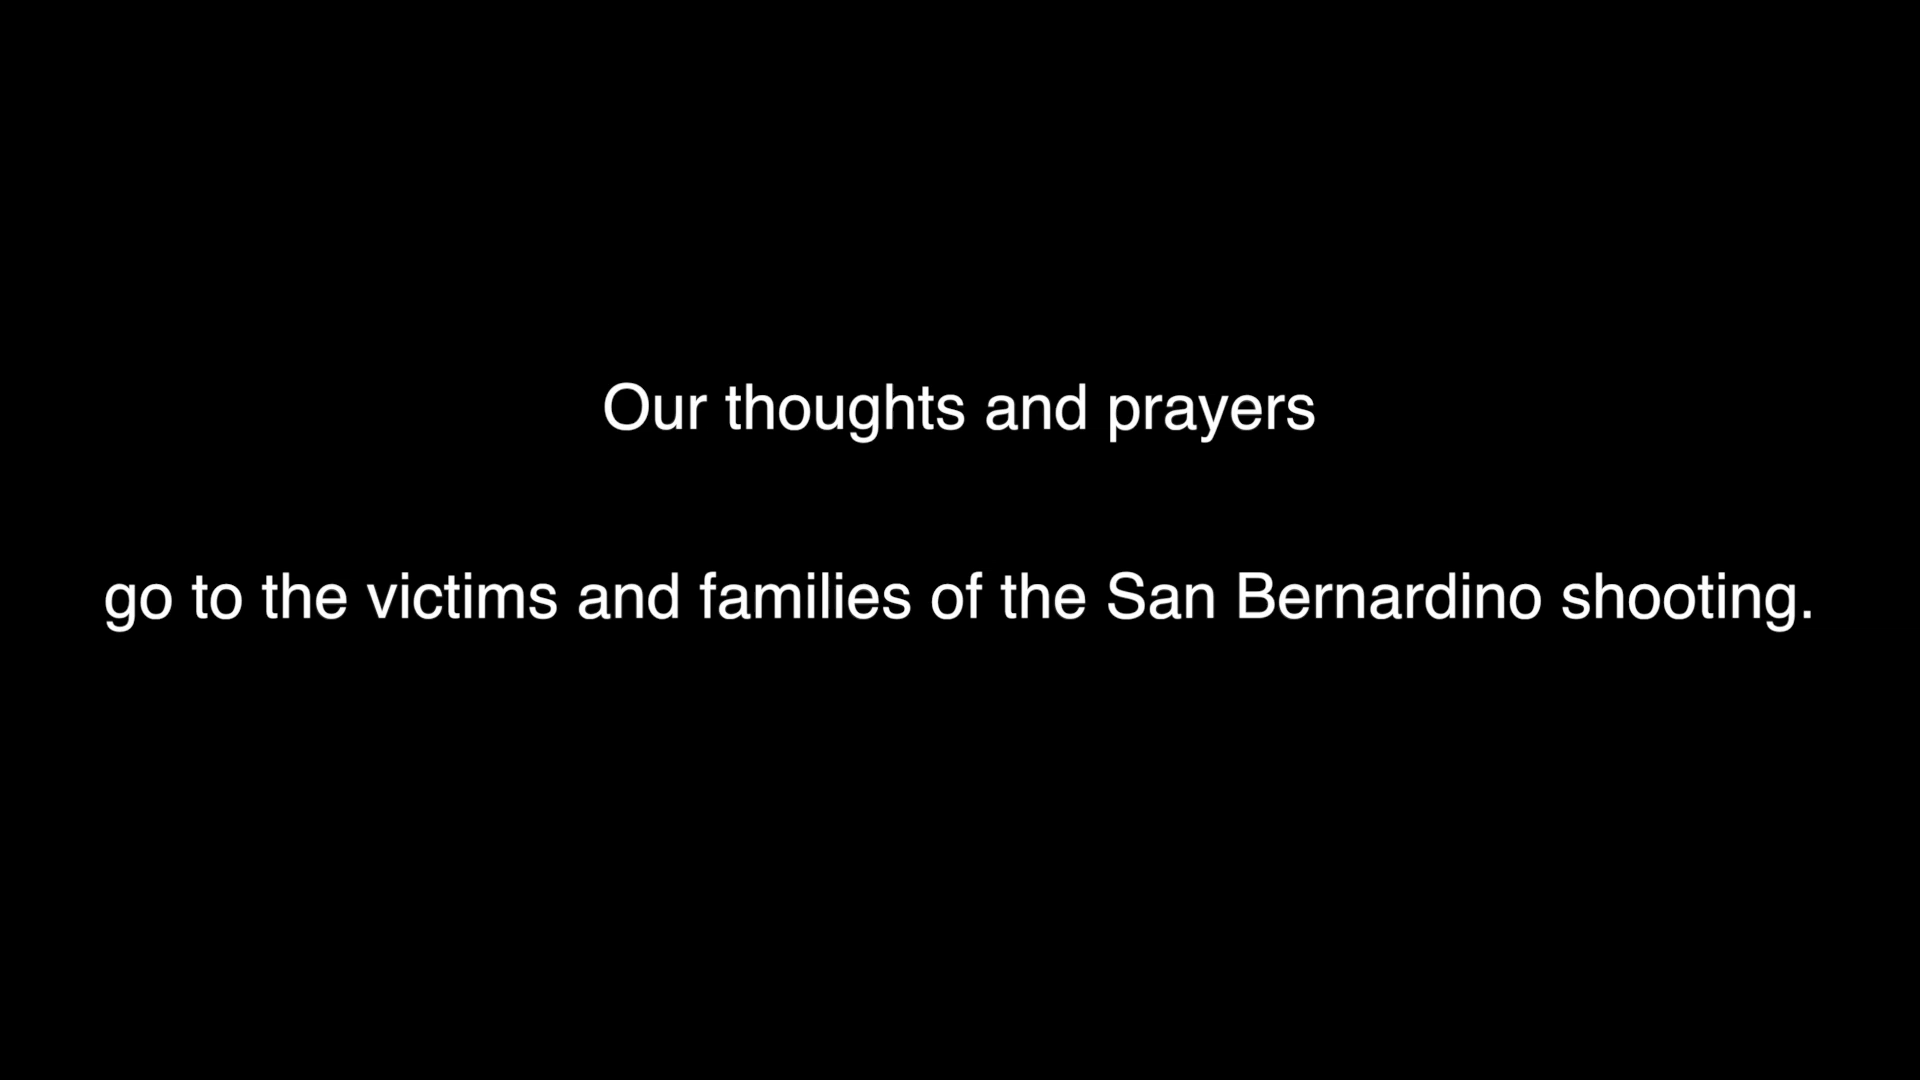 Our thoughts and prayers
go to the victims and families of the San Bernardino shooting.